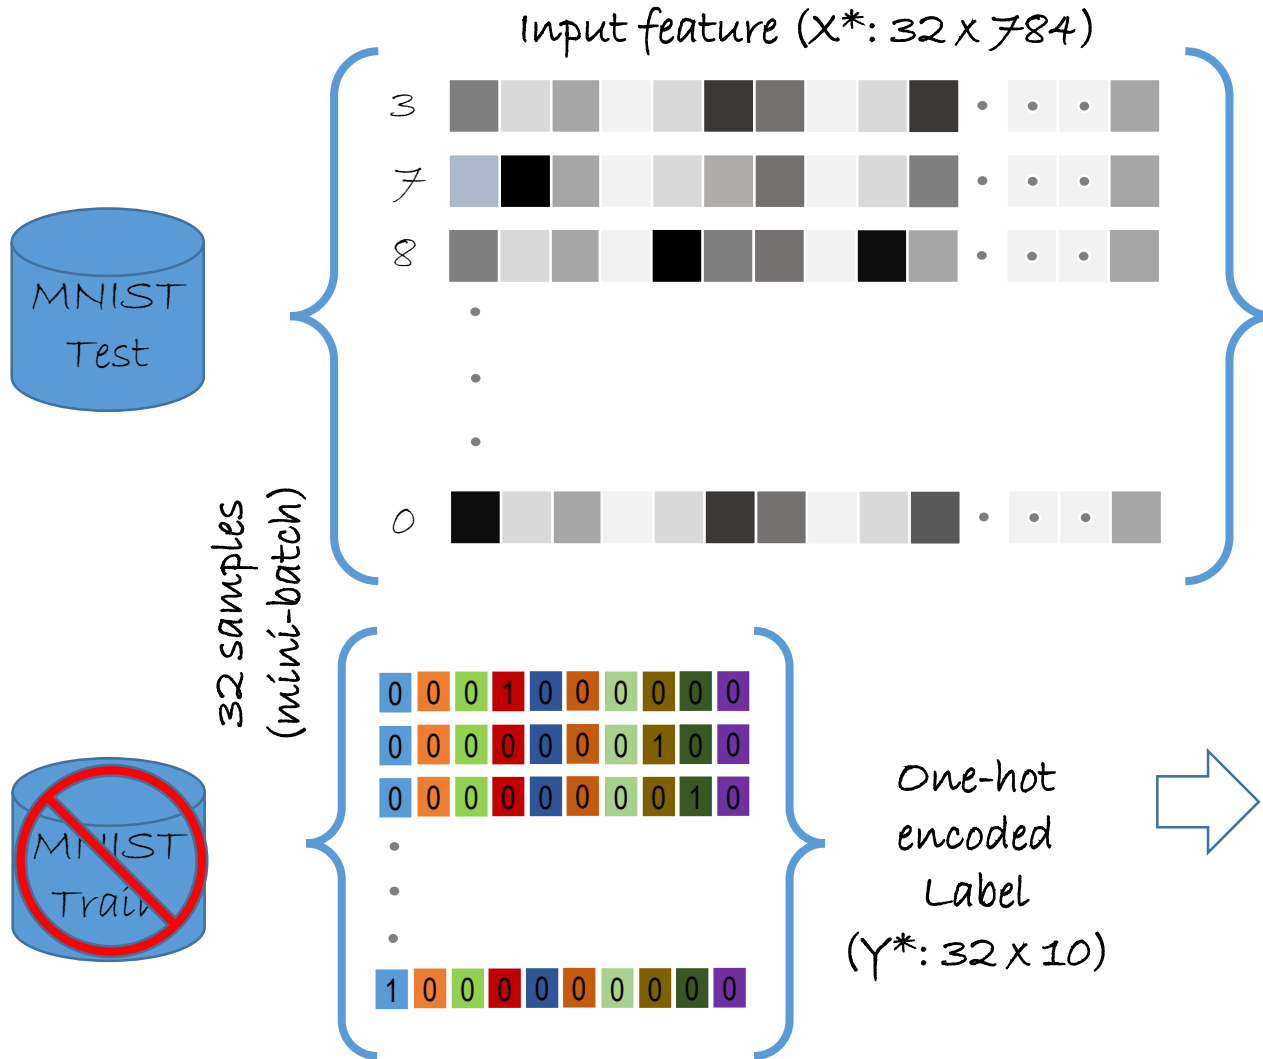 Input feature (X*: 32 X 784)
3
7
8
0
MNIST
Test
32 samples
(mini-batch)
MNIST
Train
0 0 0 1 0 0 0 0 0 0
0 0 0 0 0 0 0 1 0 0
0 0 0 0 0 0 0 0 1 0
1 0 0 0 0 0 0 0 0 0
One-hot
encoded
Label
(Y*: 32 X 10)